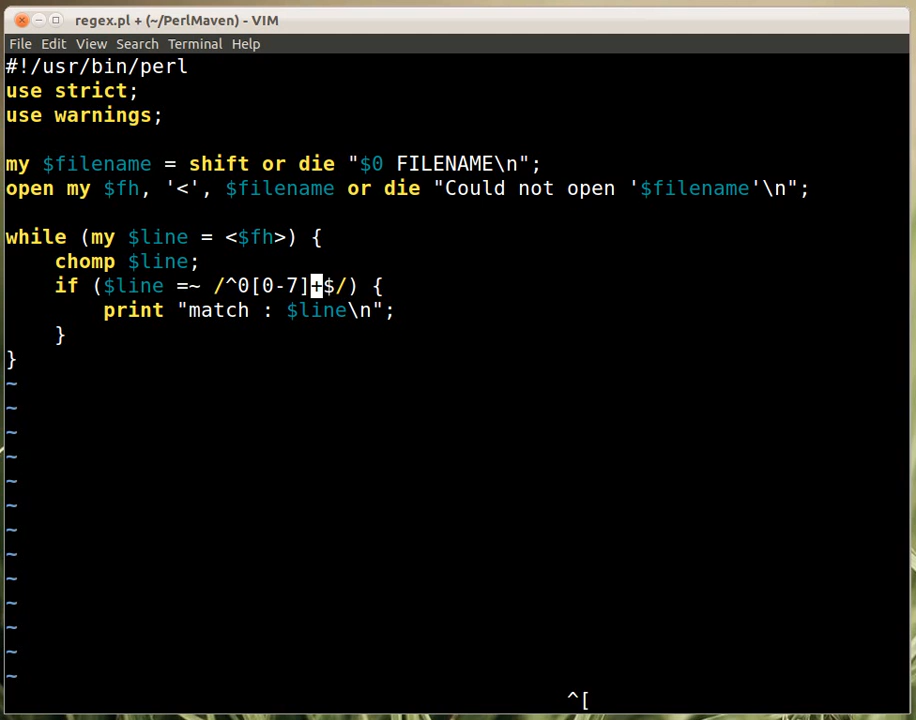 regex.pl + (~/PerlMaven) - VIM
File Edit View Search Terminal Help
#!/usr/bin/perl
use strict;
use warnings;
my $filename = shift or die "$0 FILENAME\n";
open my $fh, '<', $filename or die "Could not open '$filename'\n";
while (my $line = <$fh>) {
    chomp $line;
    if ($line =~ /^0[0-7]+$/) {
        print "match : $line\n";
    }
}
~
~
~
~
~
~
~
~
~
~
~
~
~
^[